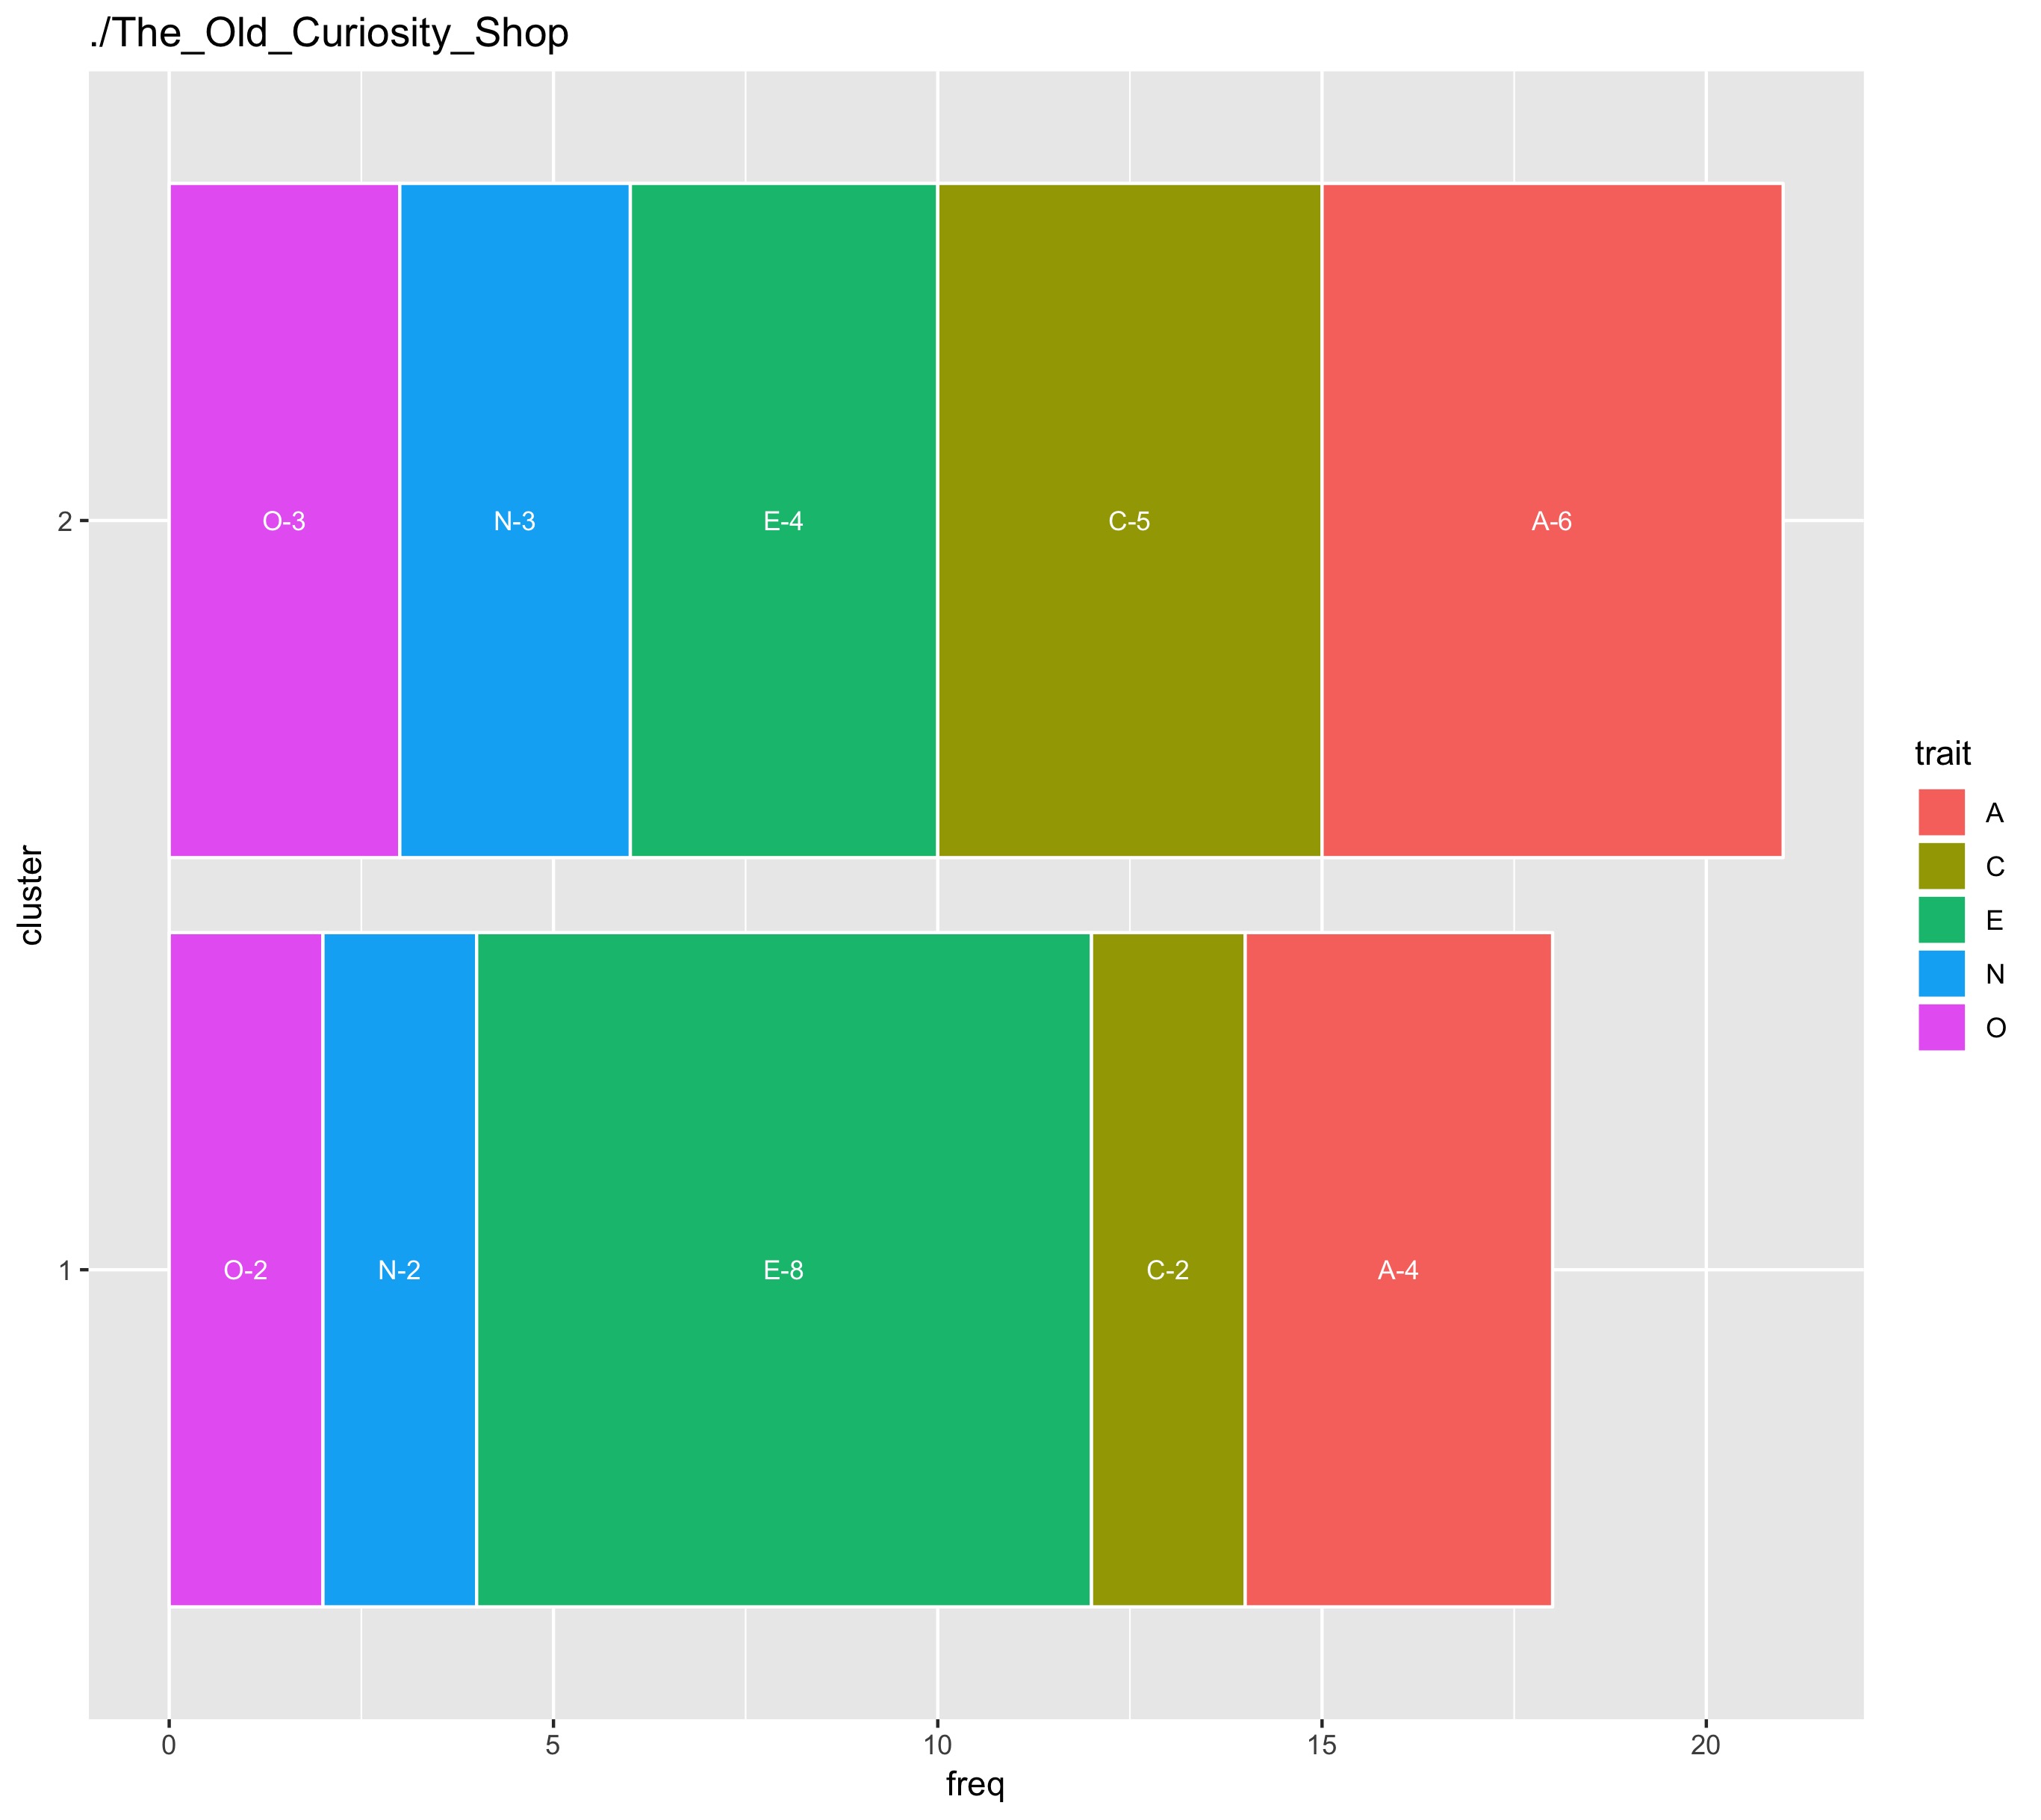 ./The_Old_Curiosity_Shop
2
O-3 N-3 E-4 C-5 A-6
cluster
1
O-2 N-2 E-8 C-2 A-4
0 5 10 15 20
freq
trait
A
C
E
N
O